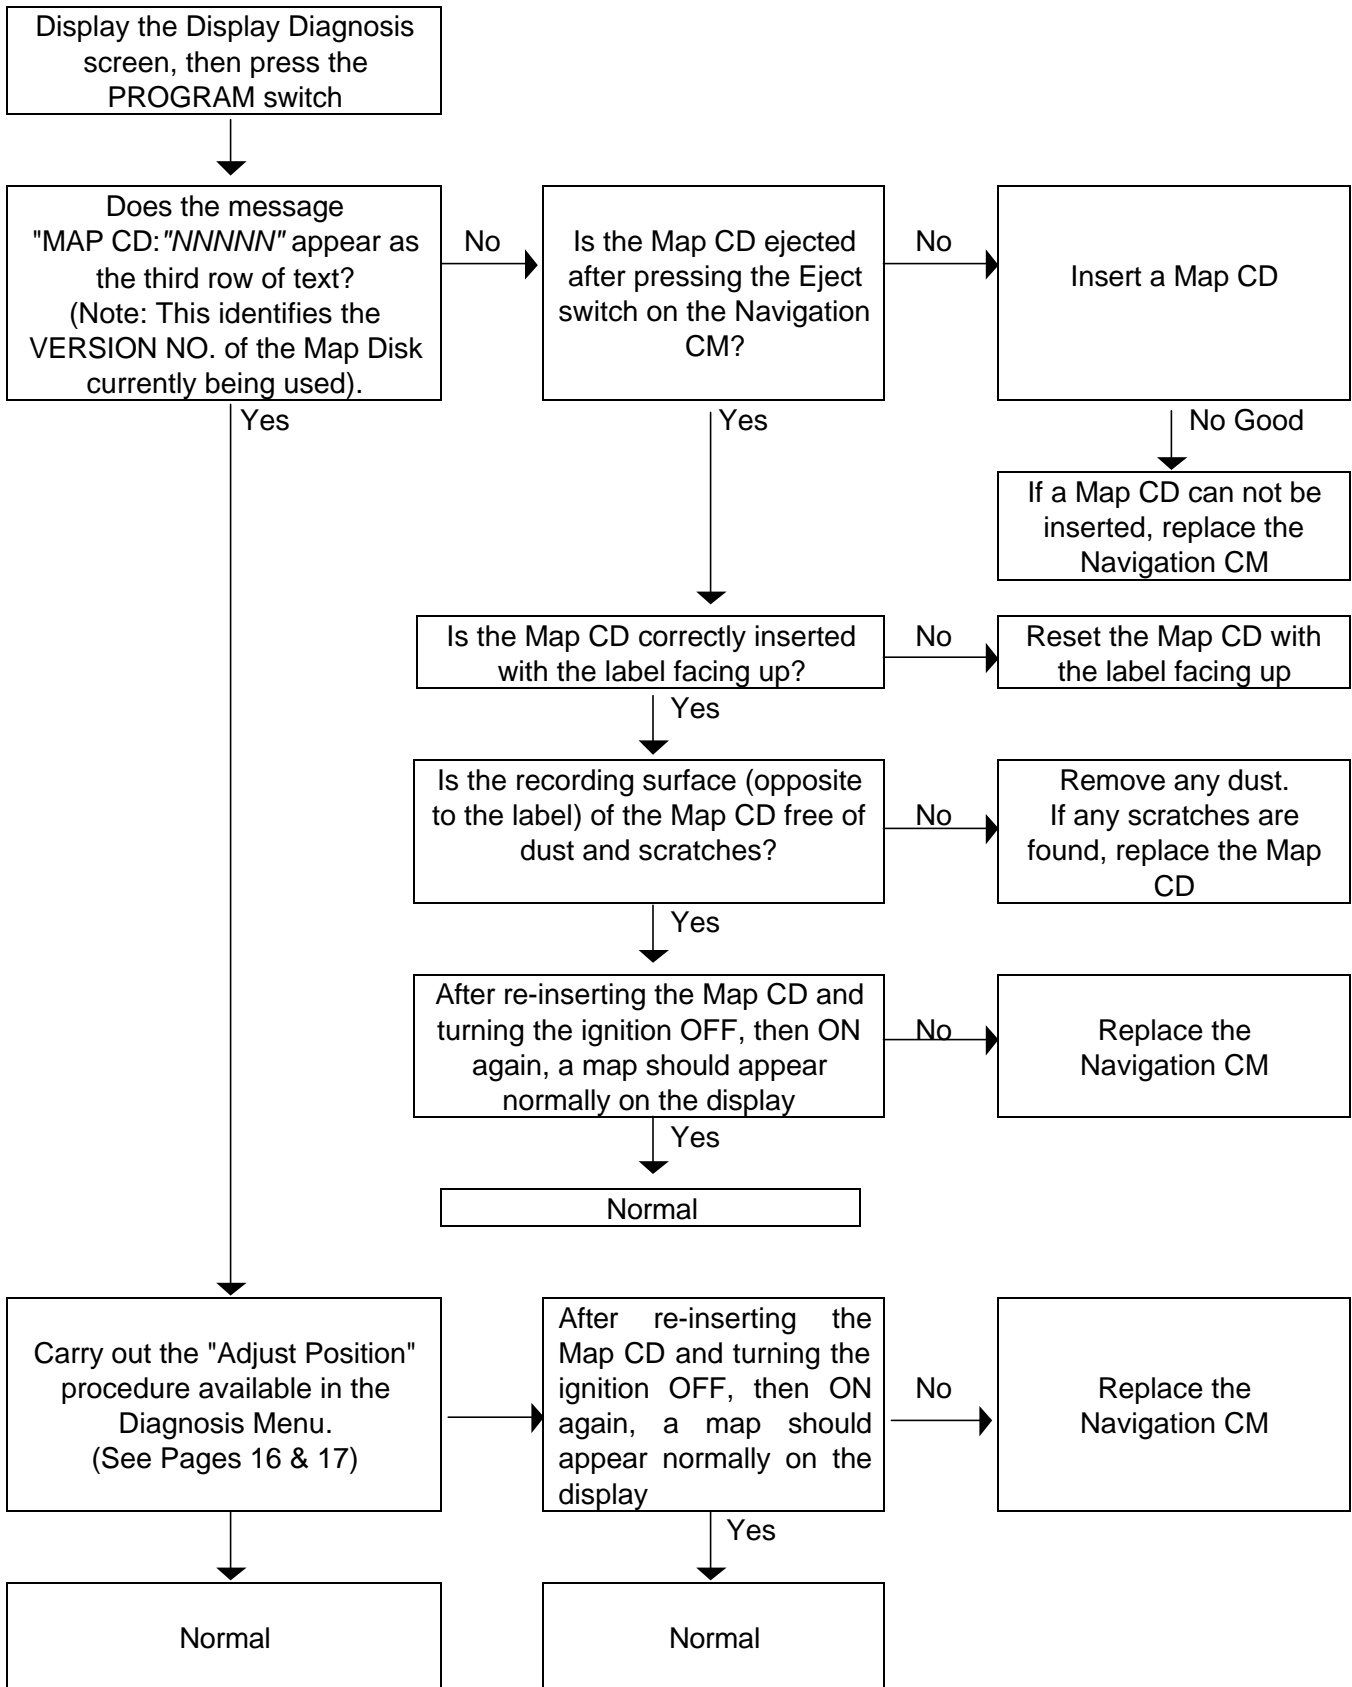 Display the Display Diagnosis
screen, then press the
PROGRAM switch
Does the message
"MAP CD:"NNNNN" appear as
the third row of text?
(Note: This identifies the
VERSION NO. of the Map Disk
currently being used).
No
Is the Map CD ejected
after pressing the Eject
switch on the Navigation
CM?
No
Insert a Map CD
Yes
Yes
No Good
If a Map CD can not be
inserted, replace the
Navigation CM
Is the Map CD correctly inserted
with the label facing up?
No
Reset the Map CD with
the label facing up
Yes
Is the recording surface (opposite
to the label) of the Map CD free of
dust and scratches?
No
Remove any dust.
If any scratches are
found, replace the Map
CD
Yes
After re-inserting the Map CD and
turning the ignition OFF, then ON
again, a map should appear
normally on the display
No
Replace the
Navigation CM
Yes
Normal
Carry out the "Adjust Position"
procedure available in the
Diagnosis Menu.
(See Pages 16 & 17)
After re-inserting the
Map CD and turning the
ignition OFF, then ON
again, a map should
appear normally on the
display
No
Replace the
Navigation CM
Yes
Normal
Normal